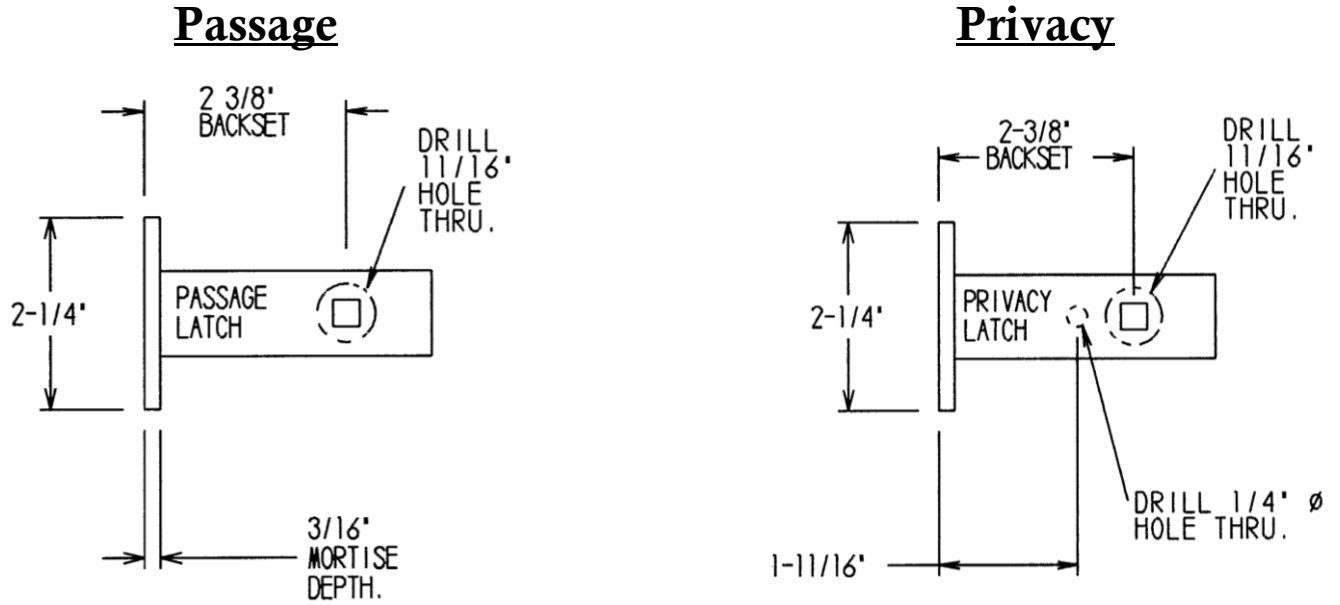 Passage
2 3/8"
BACKSET
DRILL
11/16"
HOLE
THRU.
2-1/4"
PASSAGE
LATCH
3/16"
MORTISE
DEPTH.
Privacy
2-3/8"
BACKSET
DRILL
11/16"
HOLE
THRU.
2-1/4"
PRIVACY
LATCH
DRILL 1/4" Ø
HOLE THRU.
1-11/16"